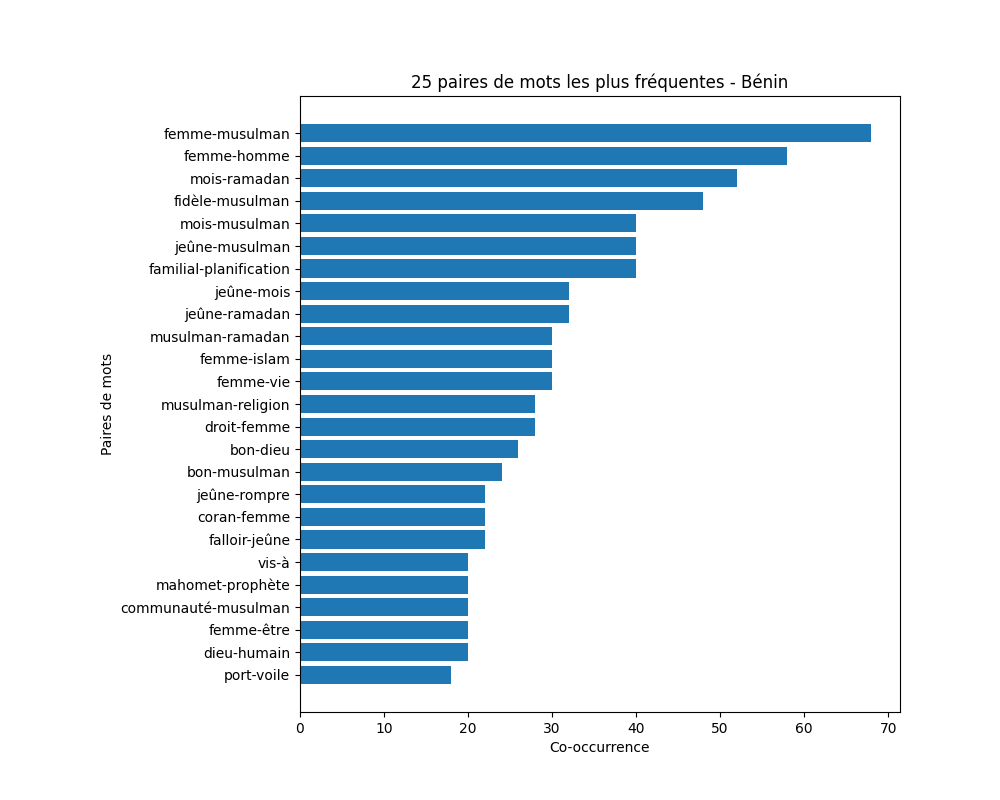 25 paires de mots les plus fréquentes - Bénin
Paires de mots
femme-musulman
femme-homme
mois-ramadan
fidèle-musulman
mois-musulman
jeûne-musulman
familial-planification
jeûne-mois
jeûne-ramadan
musulman-ramadan
femme-islam
femme-vie
musulman-religion
droit-femme
bon-dieu
bon-musulman
jeûne-rompre
coran-femme
falloir-jeûne
vis-à
mahomet-prophète
communauté-musulman
femme-être
dieu-humain
port-voile
0 10 20 30 40 50 60 70
Co-occurrence